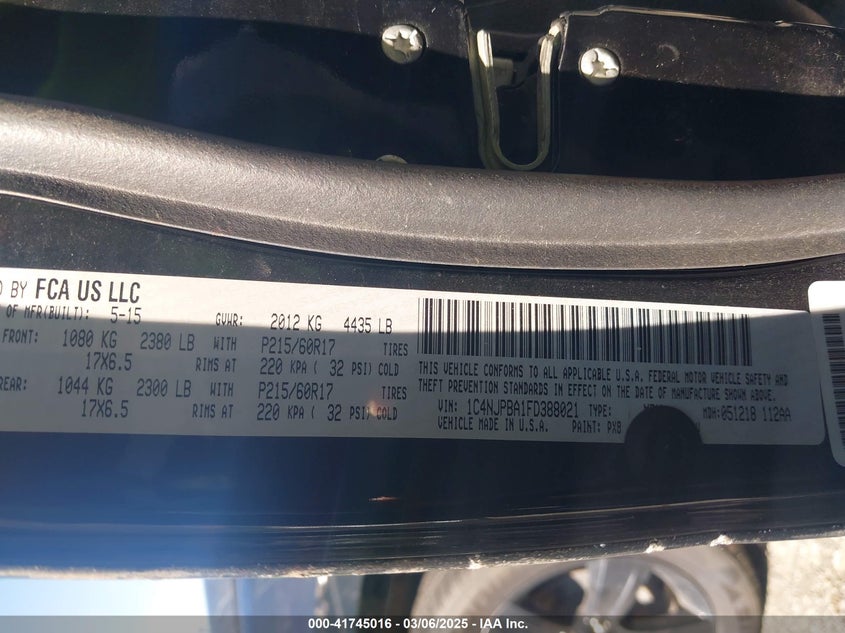 D BY FCA US LLC
OF MFR(BUILT): 5-15 GVWR: 2012 KG 4435 LB
FRONT: 1080 KG 2380 LB WITH P215/60R17 TIRES
17X6.5 RIMS AT 220 KPA ( 32 PSI) COLD
REAR: 1044 KG 2300 LB WITH P215/60R17 TIRES
17X6.5 RIMS AT 220 KPA ( 32 PSI) COLD
THIS VEHICLE CONFORMS TO ALL APPLICABLE U.S.A. FEDERAL MOTOR VEHICLE SAFETY AND
THEFT PREVENTION STANDARDS IN EFFECT ON THE DATE OF MANUFACTURE SHOWN ABOVE.
VIN: 1C4NJPBA1FD388021 TYPE: MDH: 051218 112AA
VEHICLE MADE IN U.S.A. PAINT: PX8
000-41745016 — 03/06/2025 — IAA Inc.